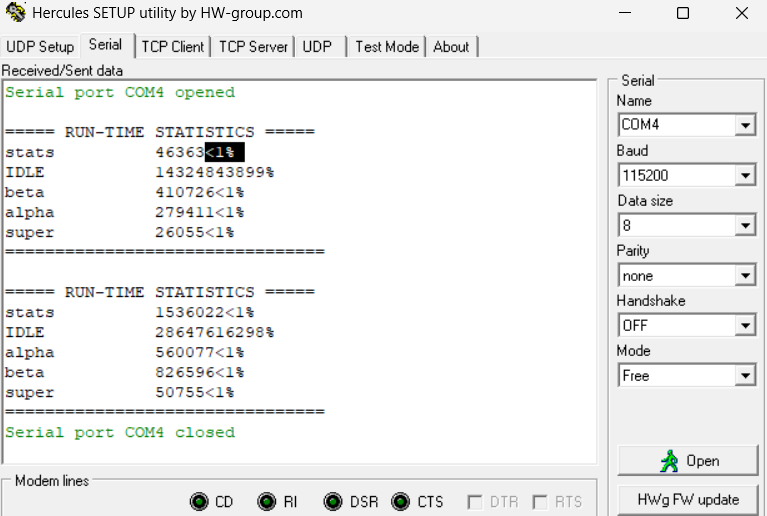 Hercules SETUP utility by HW-group.com
UDP Setup Serial TCP Client TCP Server UDP Test Mode About
Received/Sent data
Serial port COM4 opened
===== RUN-TIME STATISTICS =====
stats 46363<1%
IDLE 14324843899%
beta 410726<1%
alpha 279411<1%
super 26055<1%
================================
===== RUN-TIME STATISTICS =====
stats 1536022<1%
IDLE 28647616298%
alpha 560077<1%
beta 826596<1%
super 50755<1%
================================
Serial port COM4 closed
Modem lines
CD RI DSR CTS DTR RTS
Serial
Name
COM4
Baud
115200
Data size
8
Parity
none
Handshake
OFF
Mode
Free
Open
HWg FW update